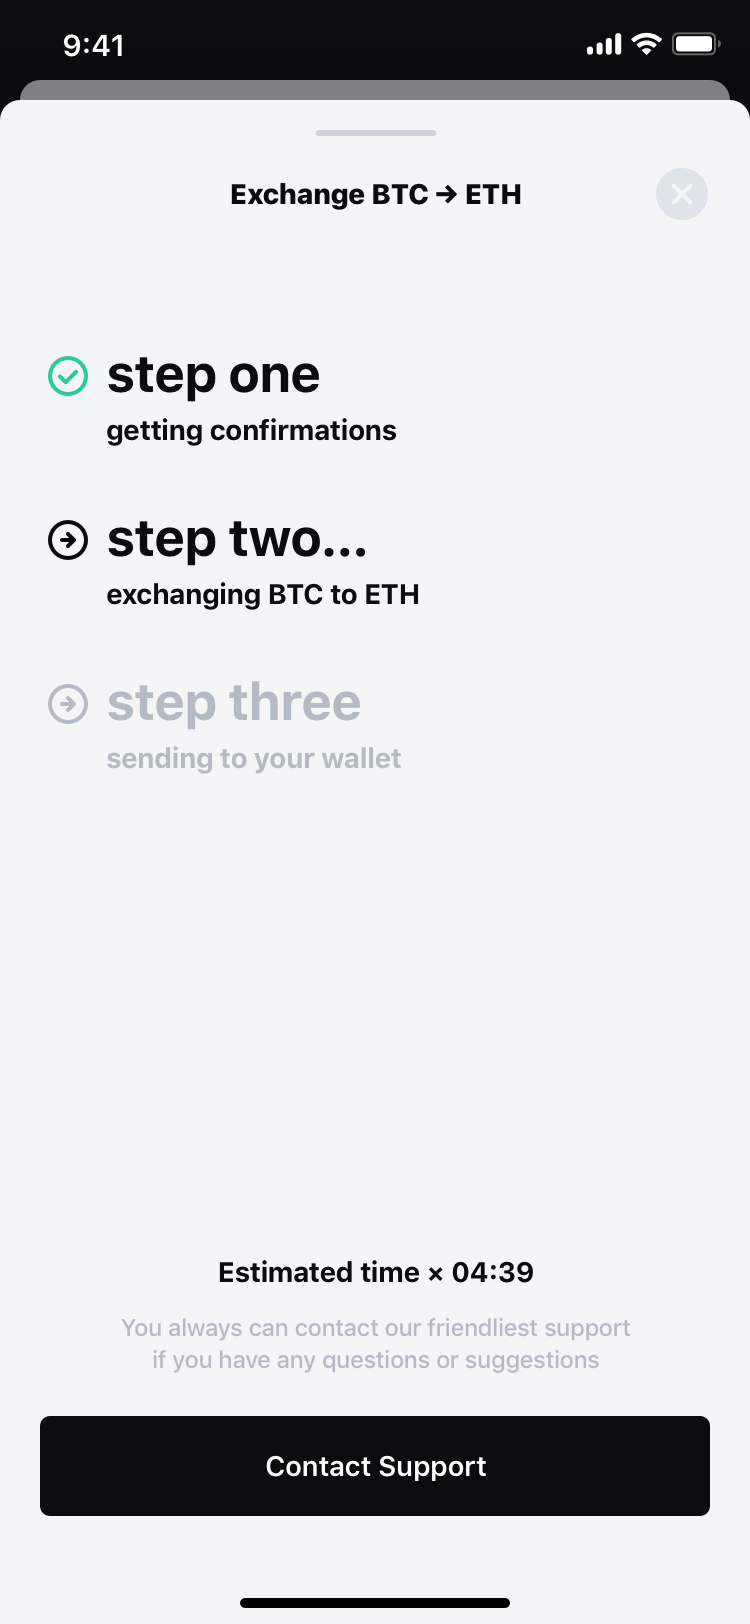 9:41
Exchange BTC → ETH
step one
getting confirmations
step two...
exchanging BTC to ETH
step three
sending to your wallet
Estimated time × 04:39
You always can contact our friendliest support
if you have any questions or suggestions
Contact Support